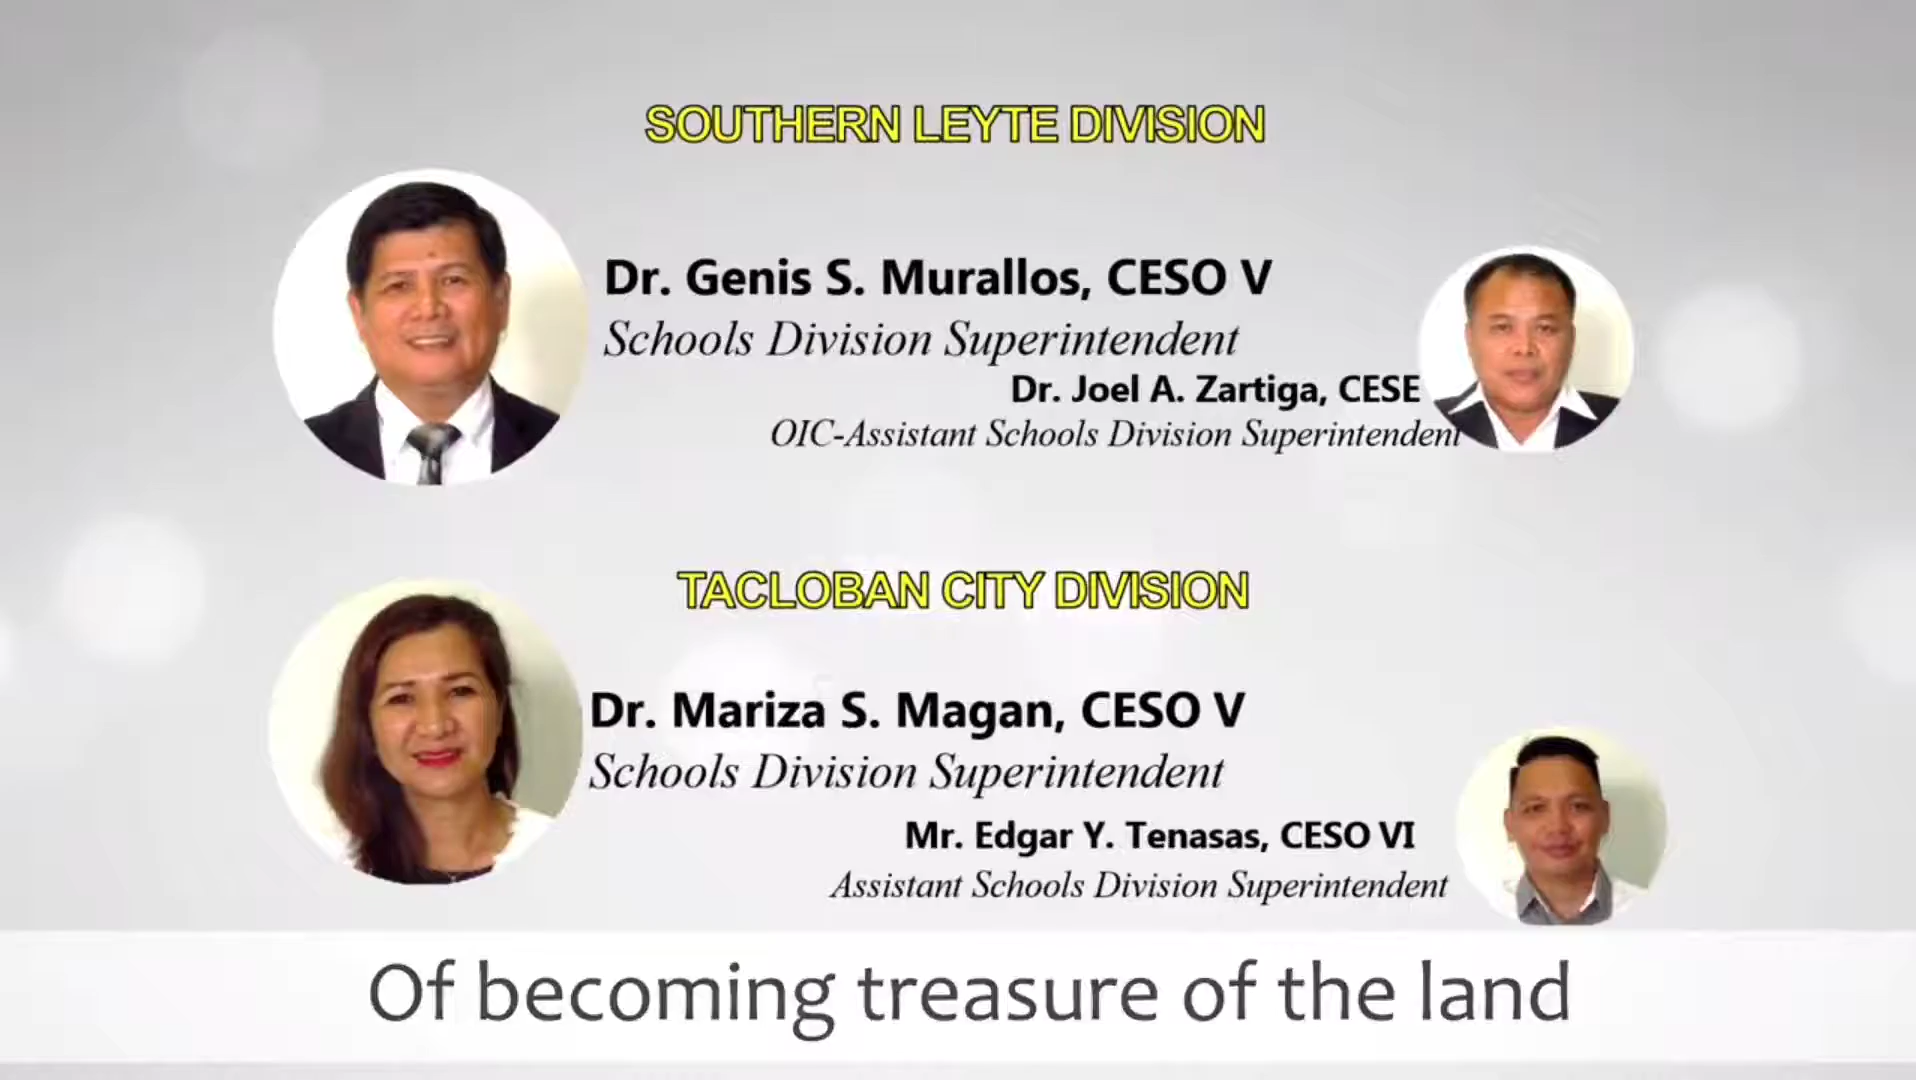 SOUTHERN LEYTE DIVISION
Dr. Genis S. Murallos, CESO V
Schools Division Superintendent
Dr. Joel A. Zartiga, CESE
OIC-Assistant Schools Division Superintendent
TACLOBAN CITY DIVISION
Dr. Mariza S. Magan, CESO V
Schools Division Superintendent
Mr. Edgar Y. Tenasas, CESO VI
Assistant Schools Division Superintendent
Of becoming treasure of the land